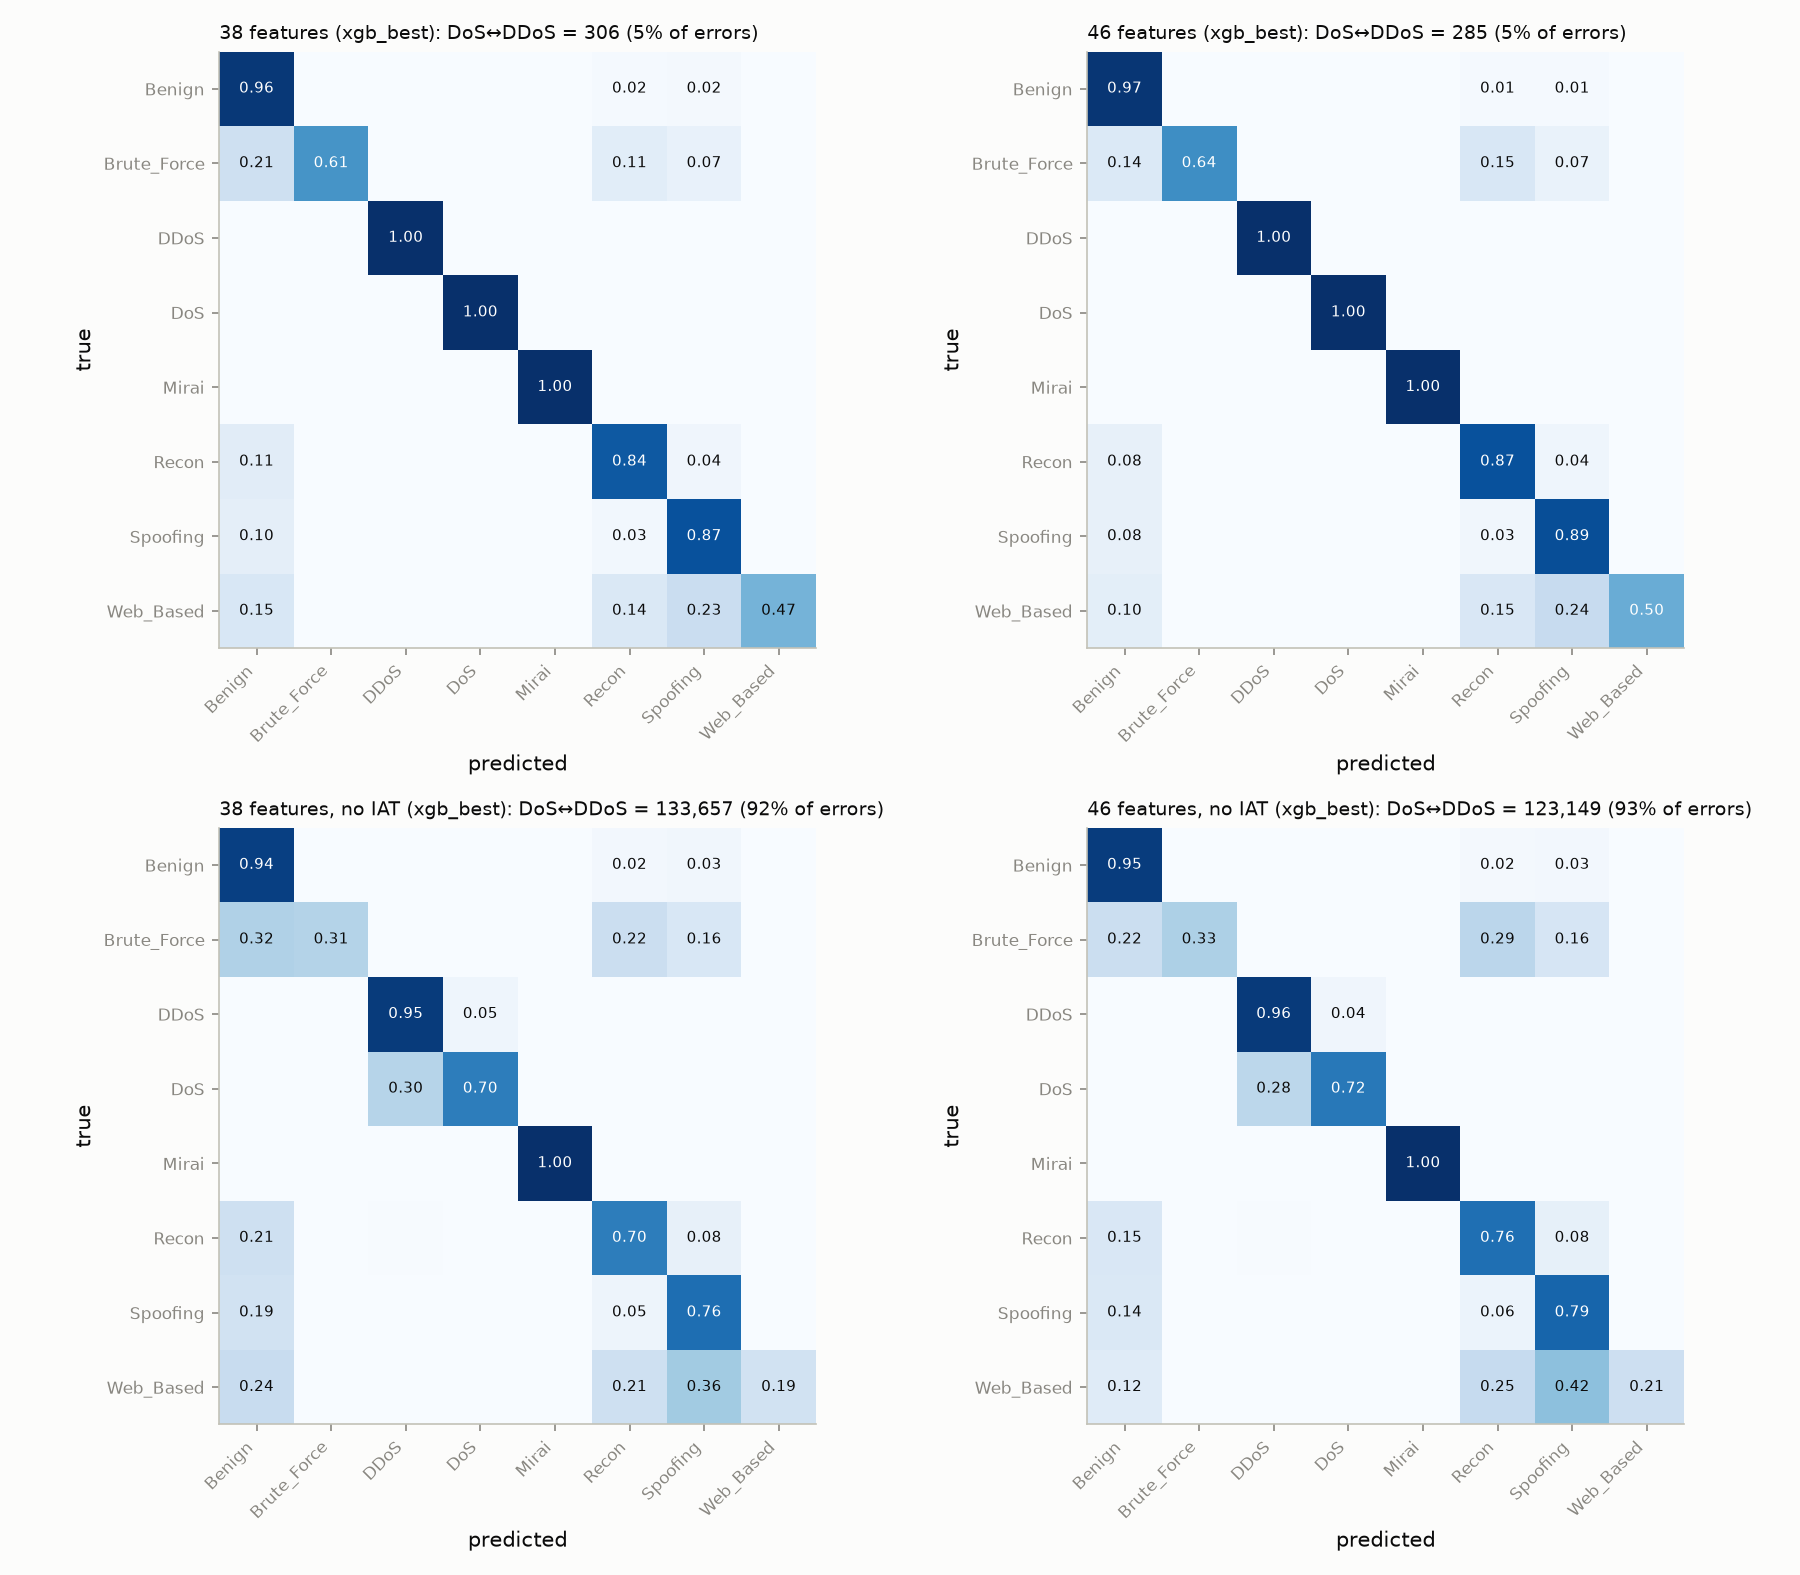 38 features (xgb_best): DoS↔DDoS = 306 (5% of errors)
true
Benign 0.96 0.02 0.02
Brute_Force 0.21 0.61 0.11 0.07
DDoS 1.00
DoS 1.00
Mirai 1.00
Recon 0.11 0.84 0.04
Spoofing 0.10 0.03 0.87
Web_Based 0.15 0.14 0.23 0.47
Benign Brute_Force DDoS DoS Mirai Recon Spoofing Web_Based
predicted
46 features (xgb_best): DoS↔DDoS = 285 (5% of errors)
true
Benign 0.97 0.01 0.01
Brute_Force 0.14 0.64 0.15 0.07
DDoS 1.00
DoS 1.00
Mirai 1.00
Recon 0.08 0.87 0.04
Spoofing 0.08 0.03 0.89
Web_Based 0.10 0.15 0.24 0.50
Benign Brute_Force DDoS DoS Mirai Recon Spoofing Web_Based
predicted
38 features, no IAT (xgb_best): DoS↔DDoS = 133,657 (92% of errors)
true
Benign 0.94 0.02 0.03
Brute_Force 0.32 0.31 0.22 0.16
DDoS 0.95 0.05
DoS 0.30 0.70
Mirai 1.00
Recon 0.21 0.70 0.08
Spoofing 0.19 0.05 0.76
Web_Based 0.24 0.21 0.36 0.19
Benign Brute_Force DDoS DoS Mirai Recon Spoofing Web_Based
predicted
46 features, no IAT (xgb_best): DoS↔DDoS = 123,149 (93% of errors)
true
Benign 0.95 0.02 0.03
Brute_Force 0.22 0.33 0.29 0.16
DDoS 0.96 0.04
DoS 0.28 0.72
Mirai 1.00
Recon 0.15 0.76 0.08
Spoofing 0.14 0.06 0.79
Web_Based 0.12 0.25 0.42 0.21
Benign Brute_Force DDoS DoS Mirai Recon Spoofing Web_Based
predicted